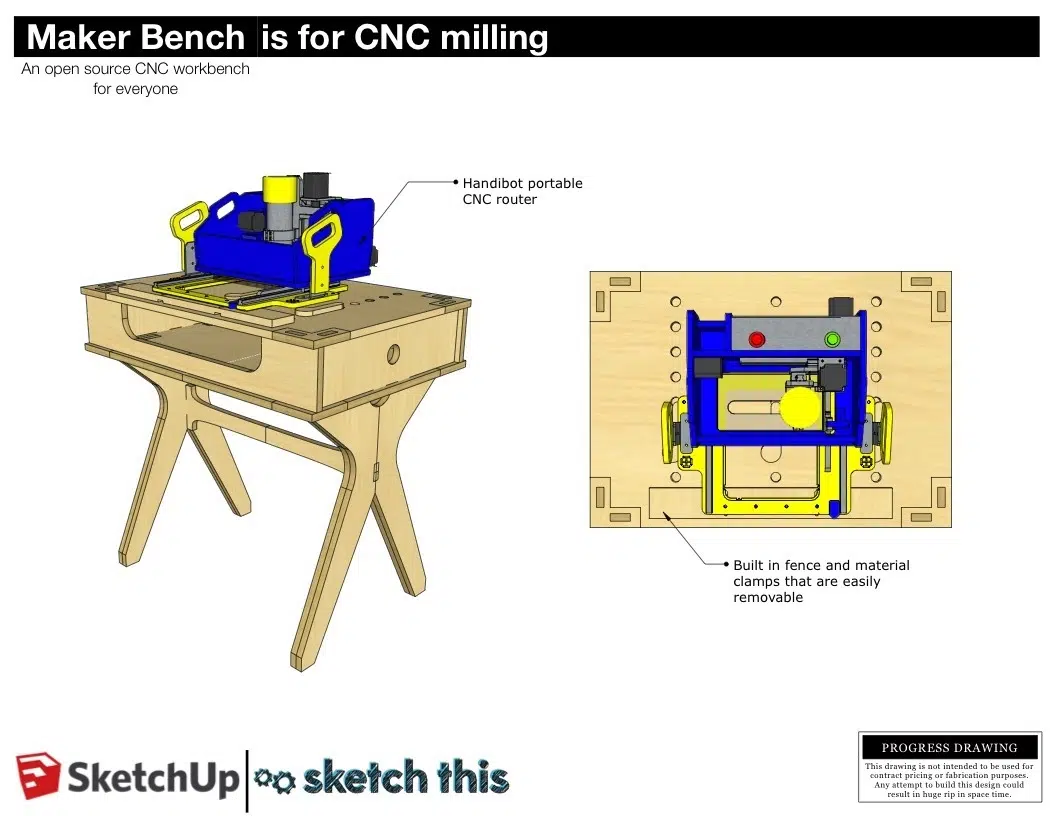 Maker Bench is for CNC milling
An open source CNC workbench
for everyone
Handibot portable
CNC router
Built in fence and material
clamps that are easily
removable
SketchUp
sketch this
PROGRESS DRAWING
This drawing is not intended to be used for
contract pricing or fabrication purposes.
Any attempt to build this design could
result in huge rip in space time.